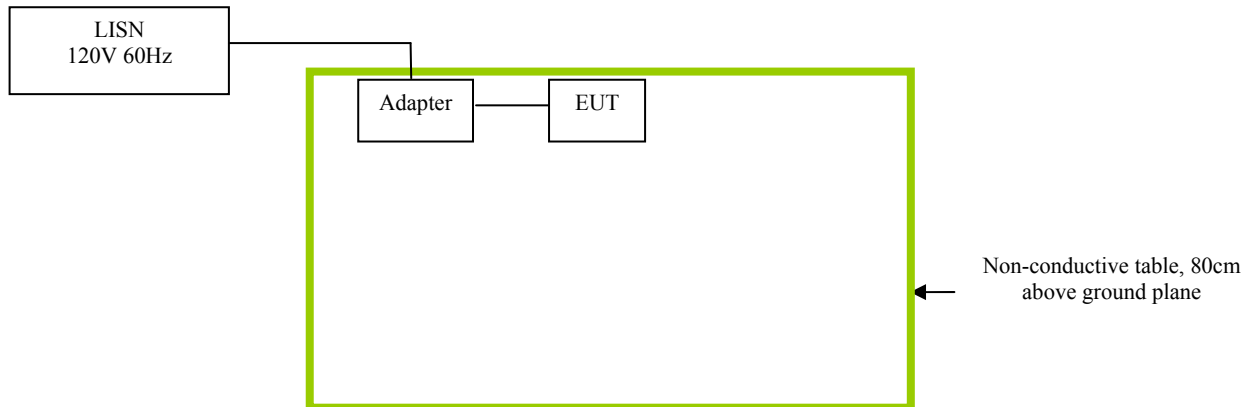 LISN
120V 60Hz
Adapter
EUT
Non-conductive table, 80cm
above ground plane